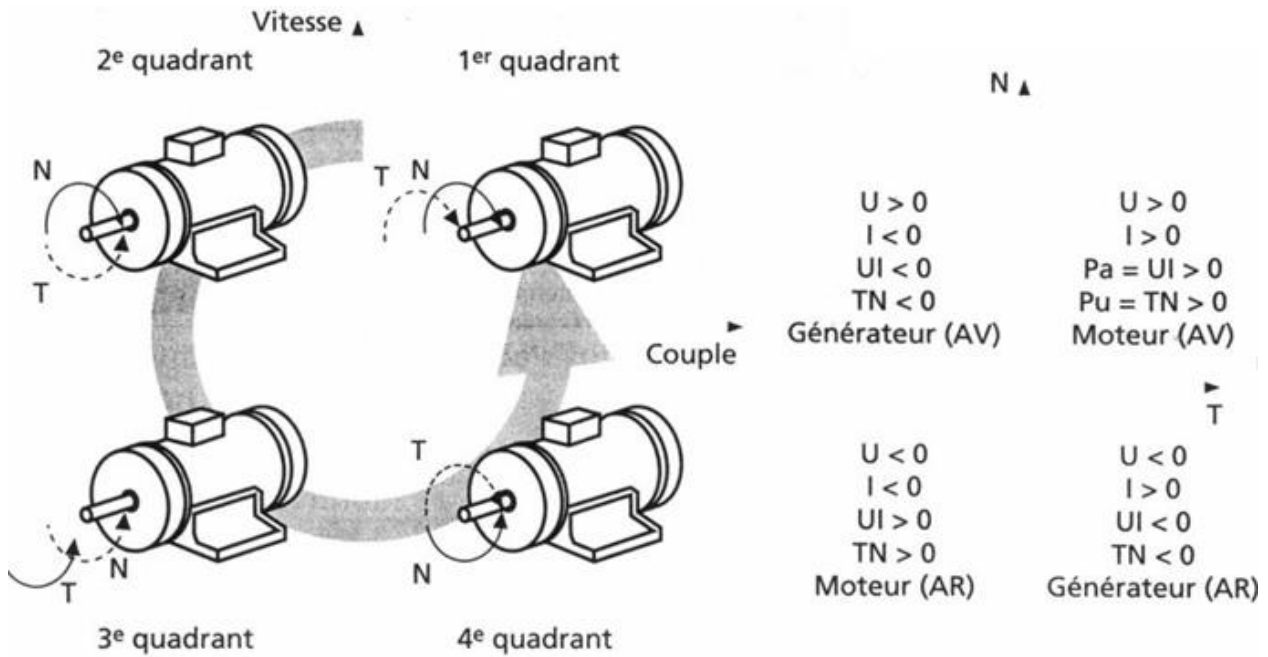 Vitesse
2e quadrant
1er quadrant
N
T
T
N
Couple
T
N
T
N
3e quadrant
4e quadrant
N
U > 0
I < 0
UI < 0
TN < 0
Générateur (AV)
U > 0
I > 0
Pa = UI > 0
Pu = TN > 0
Moteur (AV)
T
U < 0
I < 0
UI > 0
TN > 0
Moteur (AR)
U < 0
I > 0
UI < 0
TN < 0
Générateur (AR)